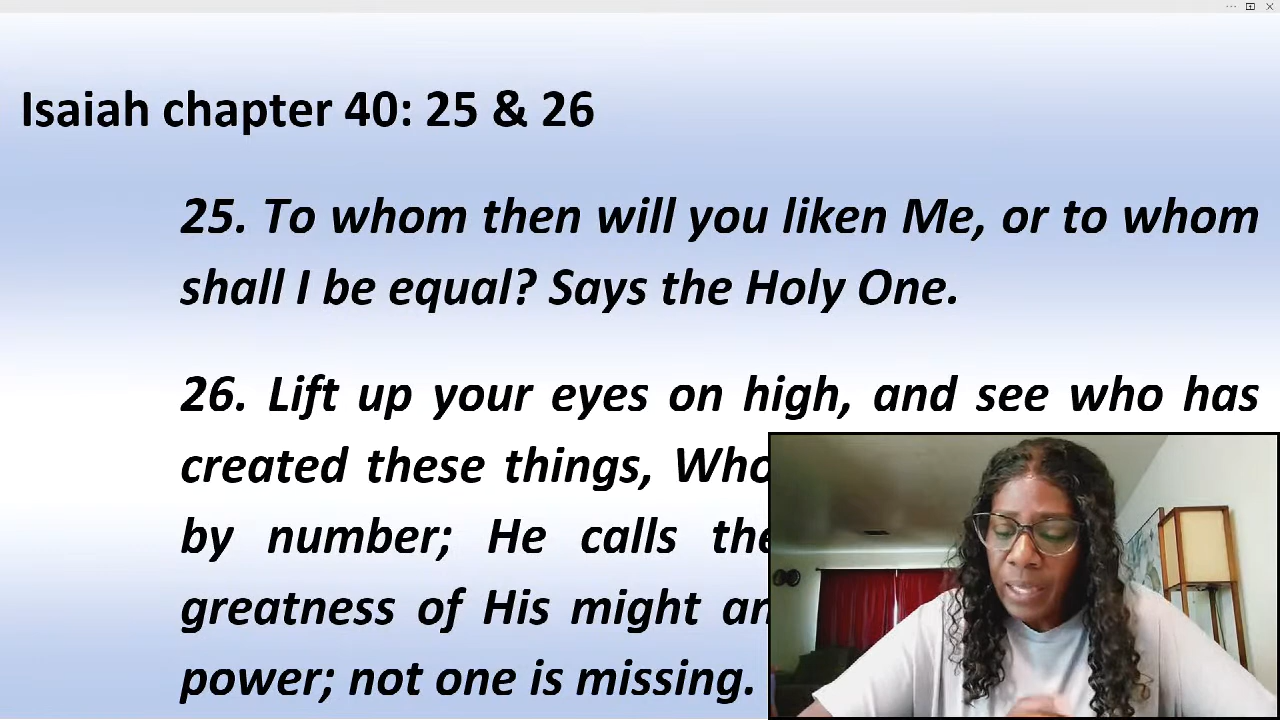 Isaiah chapter 40: 25 & 26
25. To whom then will you liken Me, or to whom
shall I be equal? Says the Holy One.
26. Lift up your eyes on high, and see who has
created these things, Who
by number; He calls
greatness of His might
power; not one is missing.